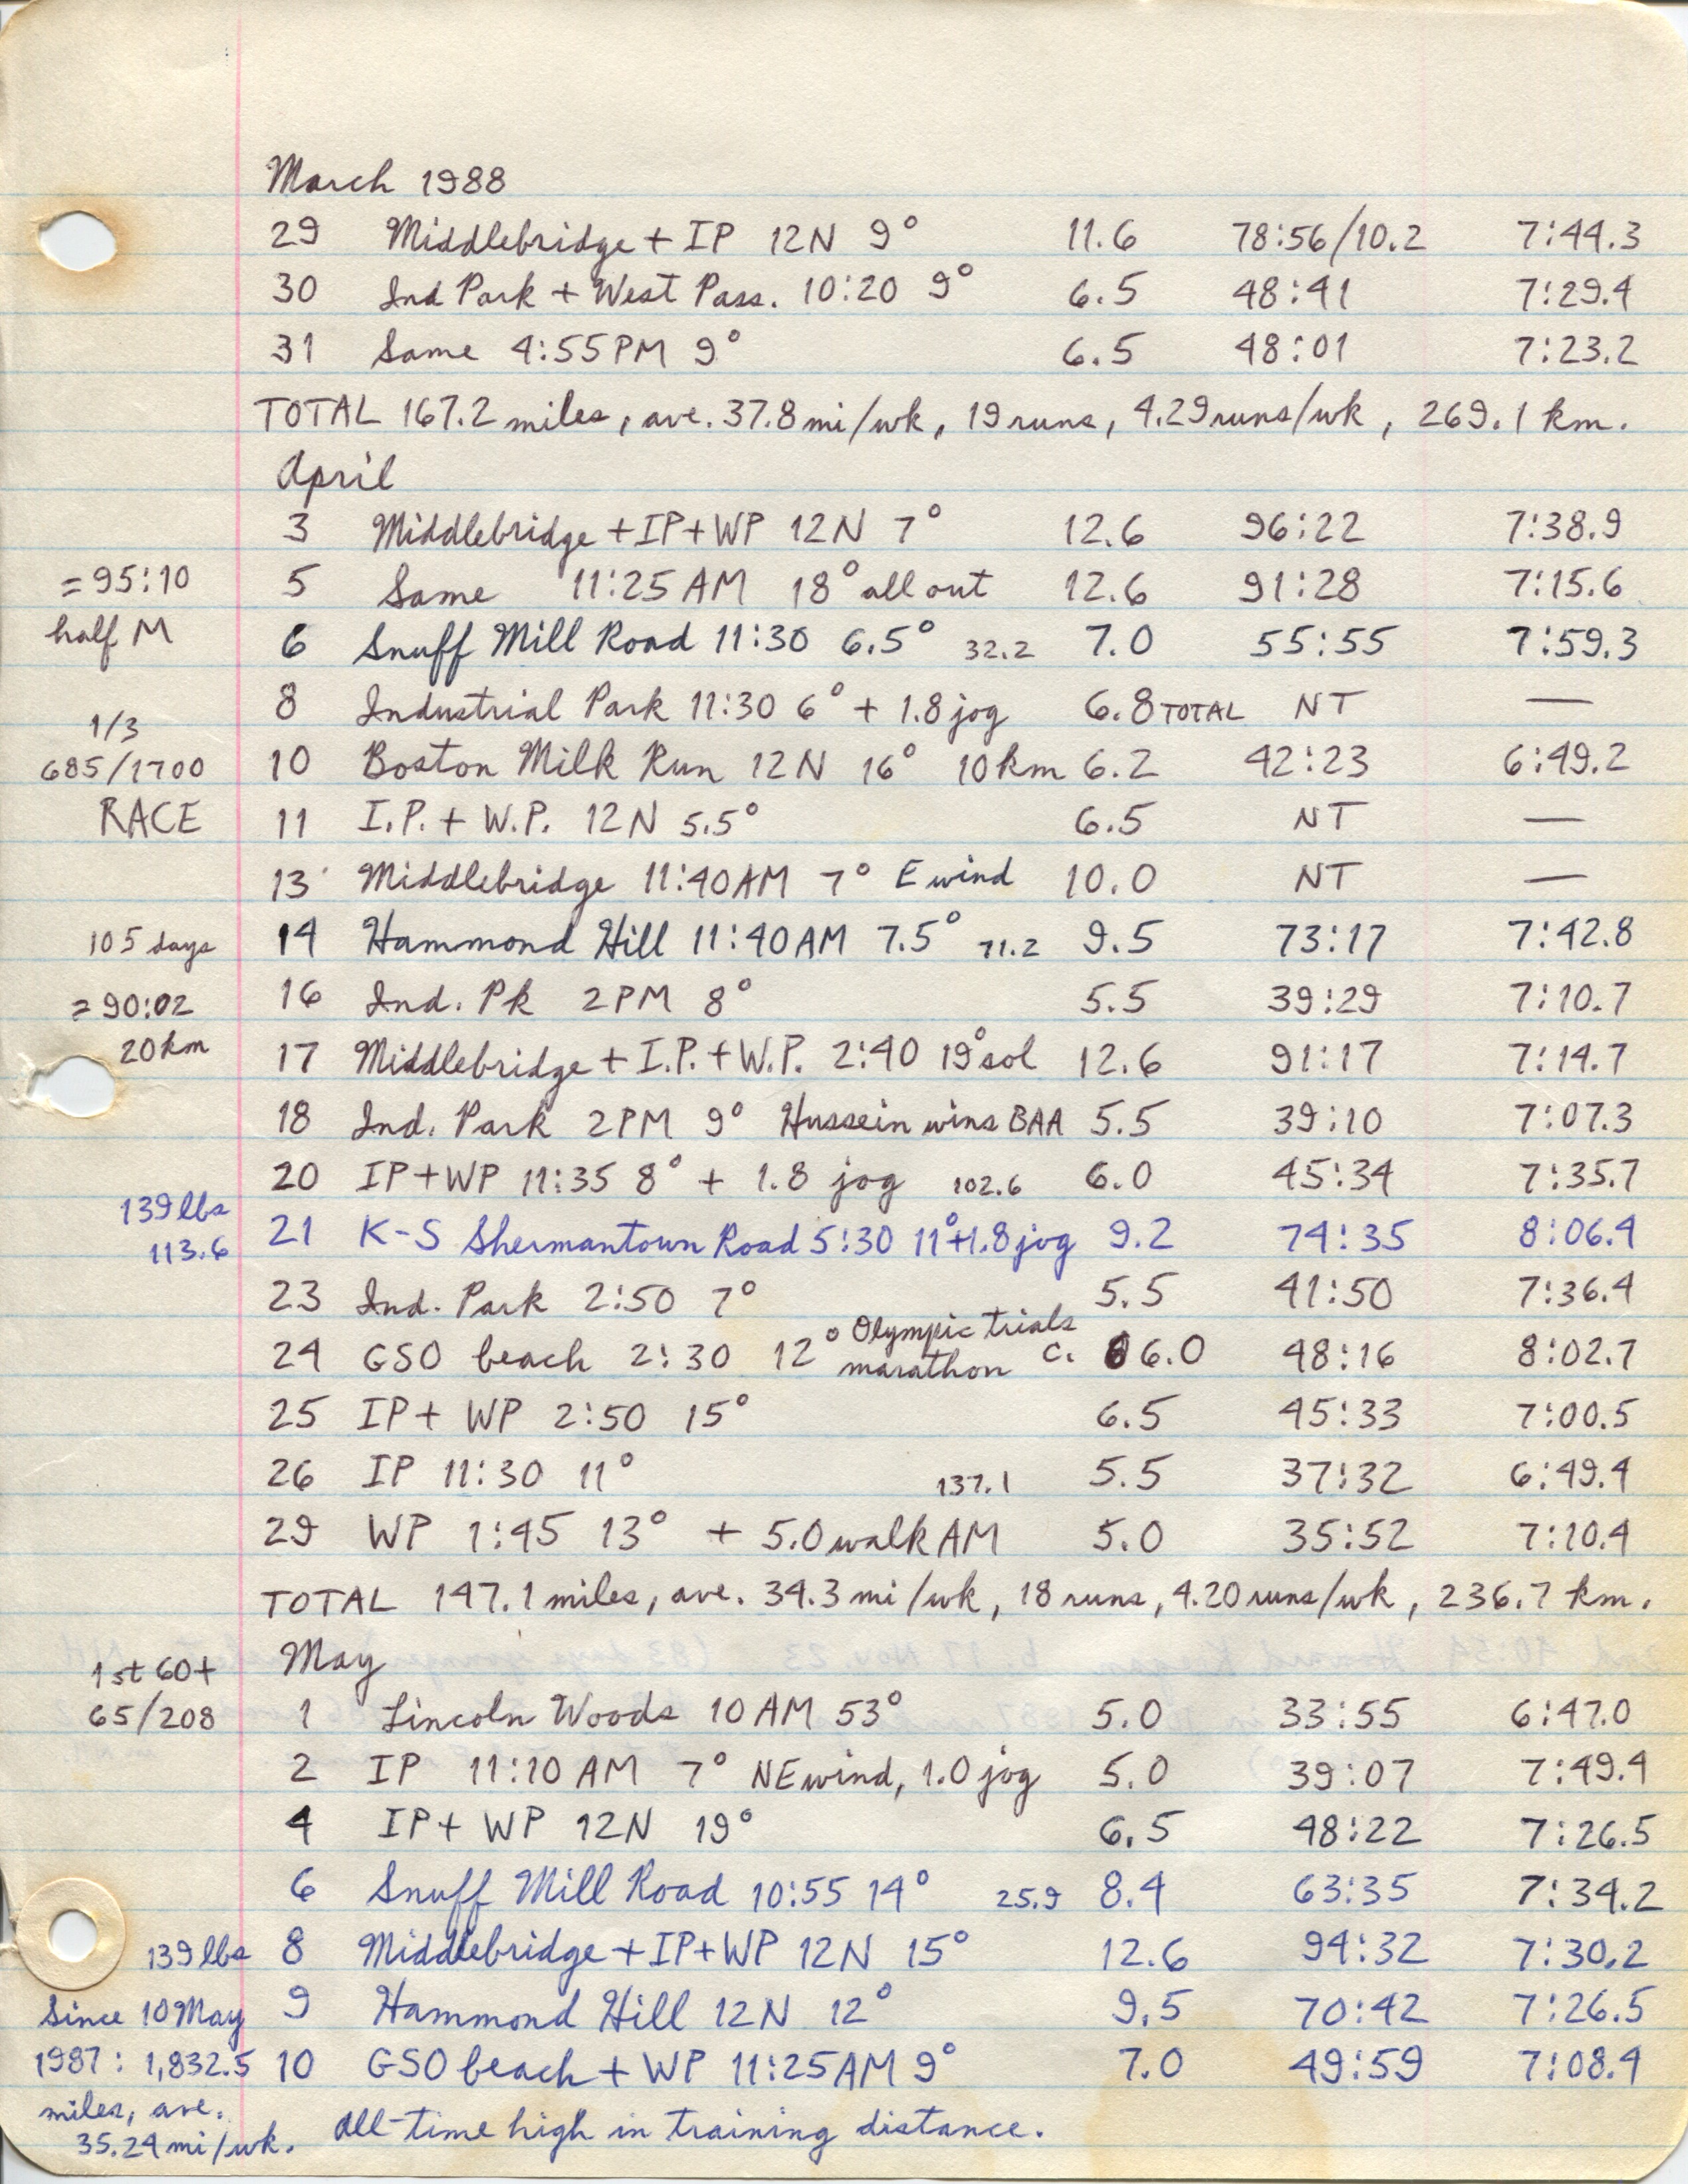 March 1988
29 Middlebridge + IP 12N 9° 11.6 78:56/10.2 7:44.3
30 Ind Park + West Pass. 10:20 9° 6.5 48:41 7:29.4
31 Same 4:55PM 9° 6.5 48:01 7:23.2
TOTAL 167.2 miles, ave. 37.8 mi/wk, 19 runs, 4.29 runs/wk, 269.1 km.
April
3 Middlebridge + IP + WP 12N 7° 12.6 96:22 7:38.9
= 95:10 5 Same 11:25 AM 18° all out 12.6 91:28 7:15.6
half M 6 Snuff Mill Road 11:30 6.5° 32.2 7.0 55:55 7:59.3
8 Industrial Park 11:30 6° + 1.8 jog 6.8 TOTAL NT —
1/3
685/1700 10 Boston Milk Run 12N 16° 10km 6.2 42:23 6:49.2
RACE 11 I.P. + W.P. 12N 5.5° 6.5 NT —
13 Middlebridge 11:40AM 7° E wind 10.0 NT —
105 days 14 Hammond Hill 11:40AM 7.5° 71.2 9.5 73:17 7:42.8
= 90:02 16 Ind. Pk 2PM 8° 5.5 39:29 7:10.7
20km 17 Middlebridge + I.P. + W.P. 2:40 19° sol 12.6 91:17 7:14.7
18 Ind. Park 2PM 9° Hussein wins BAA 5.5 39:10 7:07.3
20 IP+WP 11:35 8° + 1.8 jog 102.6 6.0 45:34 7:35.7
139 lbs
113.6 21 K-S Shermantown Road 5:30 11° +1.8 jog 9.2 74:35 8:06.4
23 Ind. Park 2:50 7° 5.5 41:50 7:36.4
24 GSO beach 2:30 12° Olympic trials marathon c. 6.0 48:16 8:02.7
25 IP + WP 2:50 15° 6.5 45:33 7:00.5
26 IP 11:30 11° 137.1 5.5 37:32 6:49.4
29 WP 1:45 13° + 5.0 walk AM 5.0 35:52 7:10.4
TOTAL 147.1 miles, ave. 34.3 mi/wk, 18 runs, 4.20 runs/wk, 236.7 km.
May
1st 60+
65/208 1 Lincoln Woods 10 AM 53° 5.0 33:55 6:47.0
2 IP 11:10 AM 7° NE wind, 1.0 jog 5.0 39:07 7:49.4
4 IP + WP 12N 19° 6.5 48:22 7:26.5
6 Snuff Mill Road 10:55 14° 25.9 8.4 63:35 7:34.2
139 lbs 8 Middlebridge + IP + WP 12N 15° 12.6 94:32 7:30.2
Since 10 May 9 Hammond Hill 12N 12° 9.5 70:42 7:26.5
1987: 1,832.5 10 GSO beach + WP 11:25AM 9° 7.0 49:59 7:08.4
miles, ave.
35.24 mi/wk. all-time high in training distance.